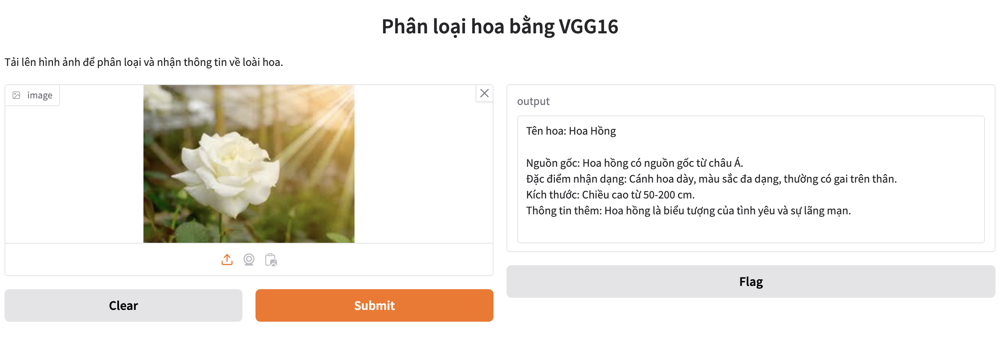 Phân loại hoa bằng VGG16
Tải lên hình ảnh để phân loại và nhận thông tin về loài hoa.
image
output
Tên hoa: Hoa Hồng
Nguồn gốc: Hoa hồng có nguồn gốc từ châu Á.
Đặc điểm nhận dạng: Cánh hoa dày, màu sắc đa dạng, thường có gai trên thân.
Kích thước: Chiều cao từ 50-200 cm.
Thông tin thêm: Hoa hồng là biểu tượng của tình yêu và sự lãng mạn.
Clear
Submit
Flag